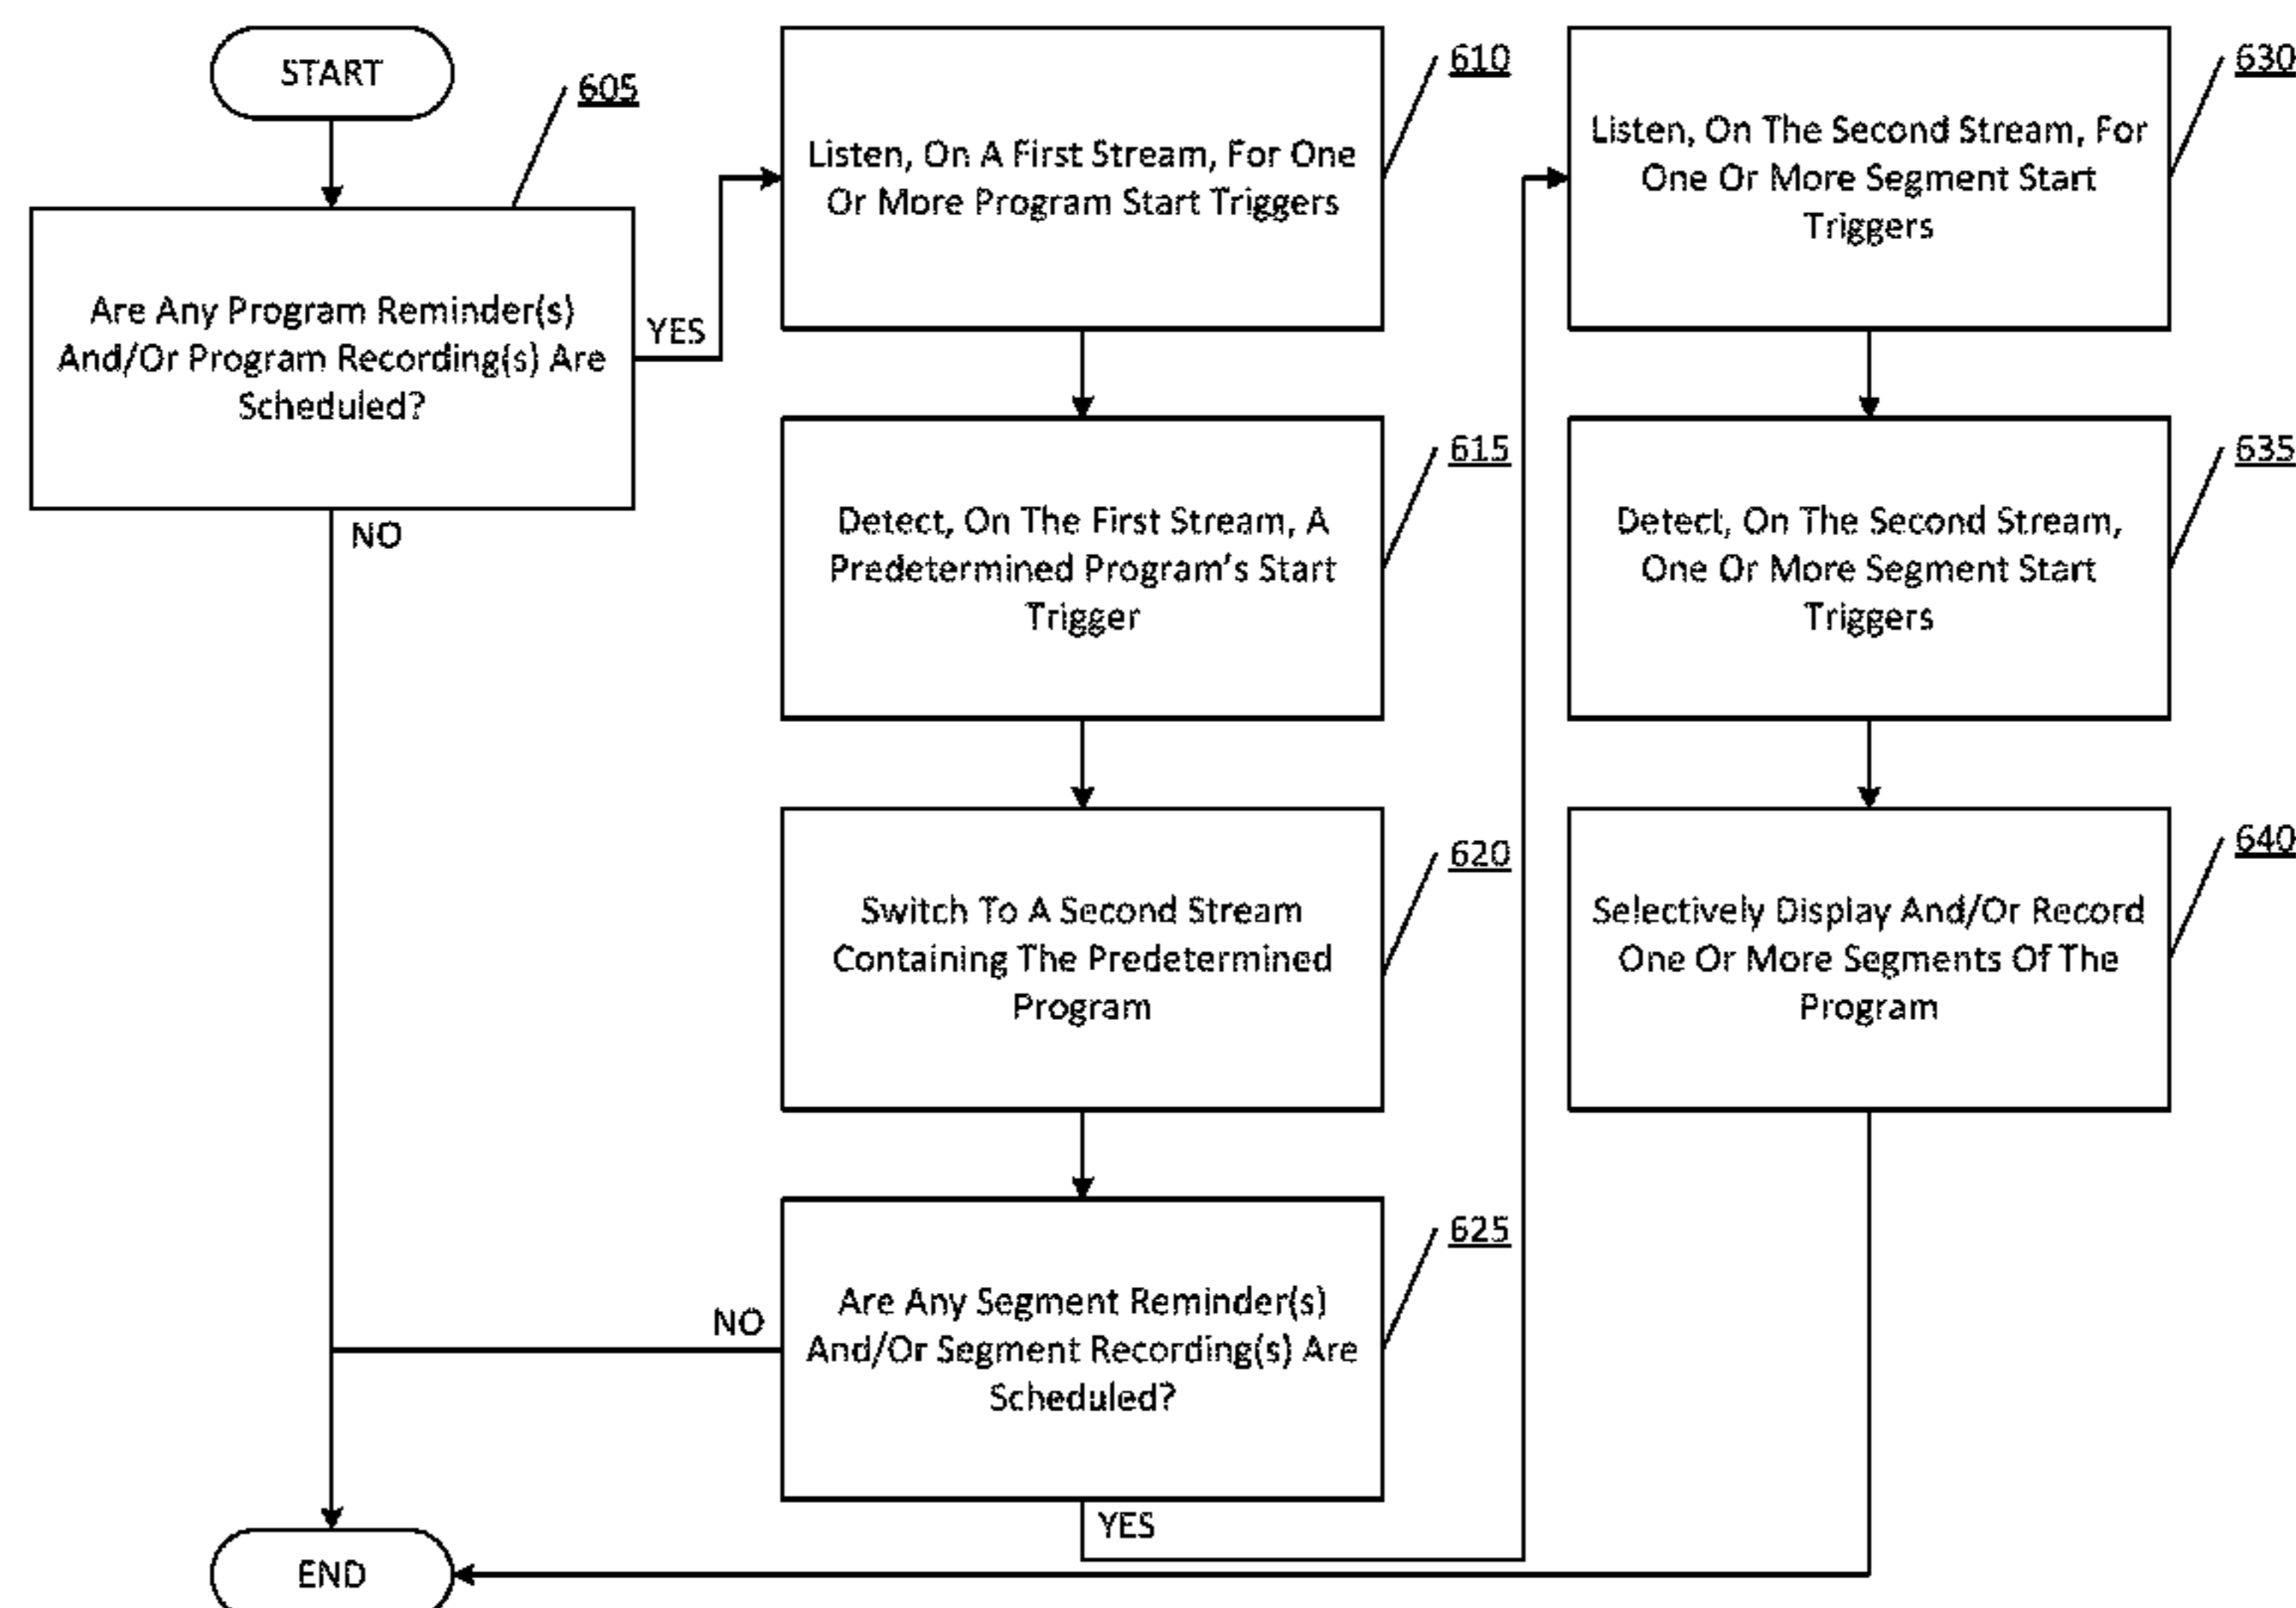 START
605
Are Any Program Reminder(s)
And/Or Program Recording(s) Are
Scheduled?
YES
NO
610
Listen, On A First Stream, For One
Or More Program Start Triggers
615
Detect, On The First Stream, A
Predetermined Program's Start
Trigger
620
Switch To A Second Stream
Containing The Predetermined
Program
625
Are Any Segment Reminder(s)
And/Or Segment Recording(s) Are
Scheduled?
NO
YES
630
Listen, On The Second Stream, For
One Or More Segment Start
Triggers
635
Detect, On The Second Stream,
One Or More Segment Start
Triggers
640
Selectively Display And/Or Record
One Or More Segments Of The
Program
END